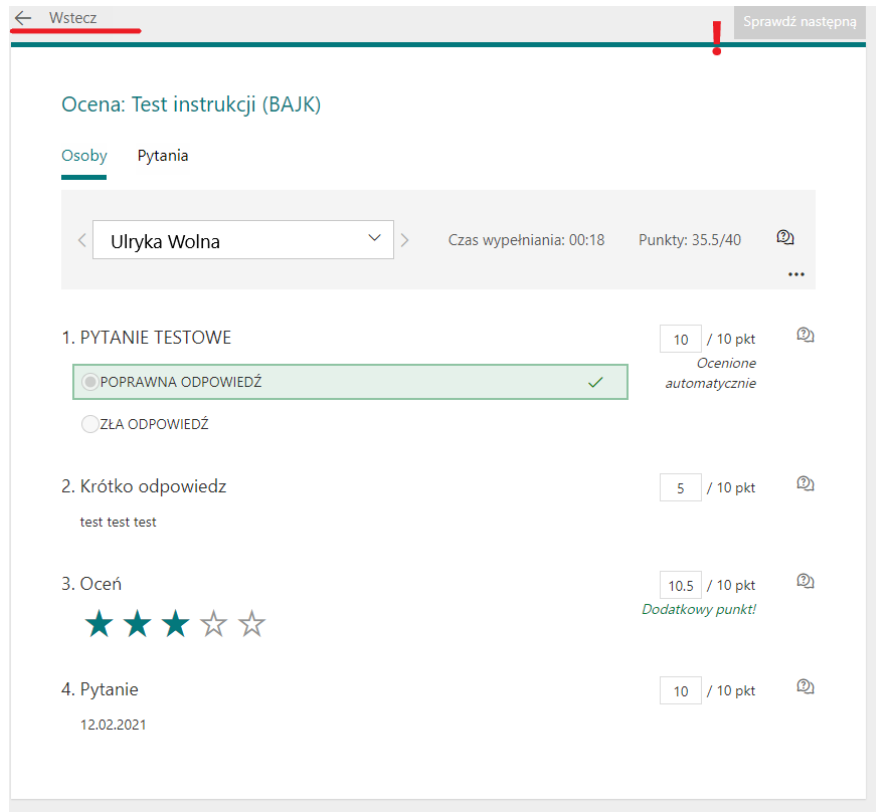 Wstecz
!
Sprawdź następną
Ocena: Test instrukcji (BAJK)
Osoby Pytania
Ulryka Wolna Czas wypełniania: 00:18 Punkty: 35.5/40
1. PYTANIE TESTOWE 10 / 10 pkt
Ocenione
automatycznie
POPRAWNA ODPOWIEDŹ
ZŁA ODPOWIEDŹ
2. Krótko odpowiedz 5 / 10 pkt
test test test
3. Oceń 10.5 / 10 pkt
Dodatkowy punkt!
4. Pytanie 10 / 10 pkt
12.02.2021